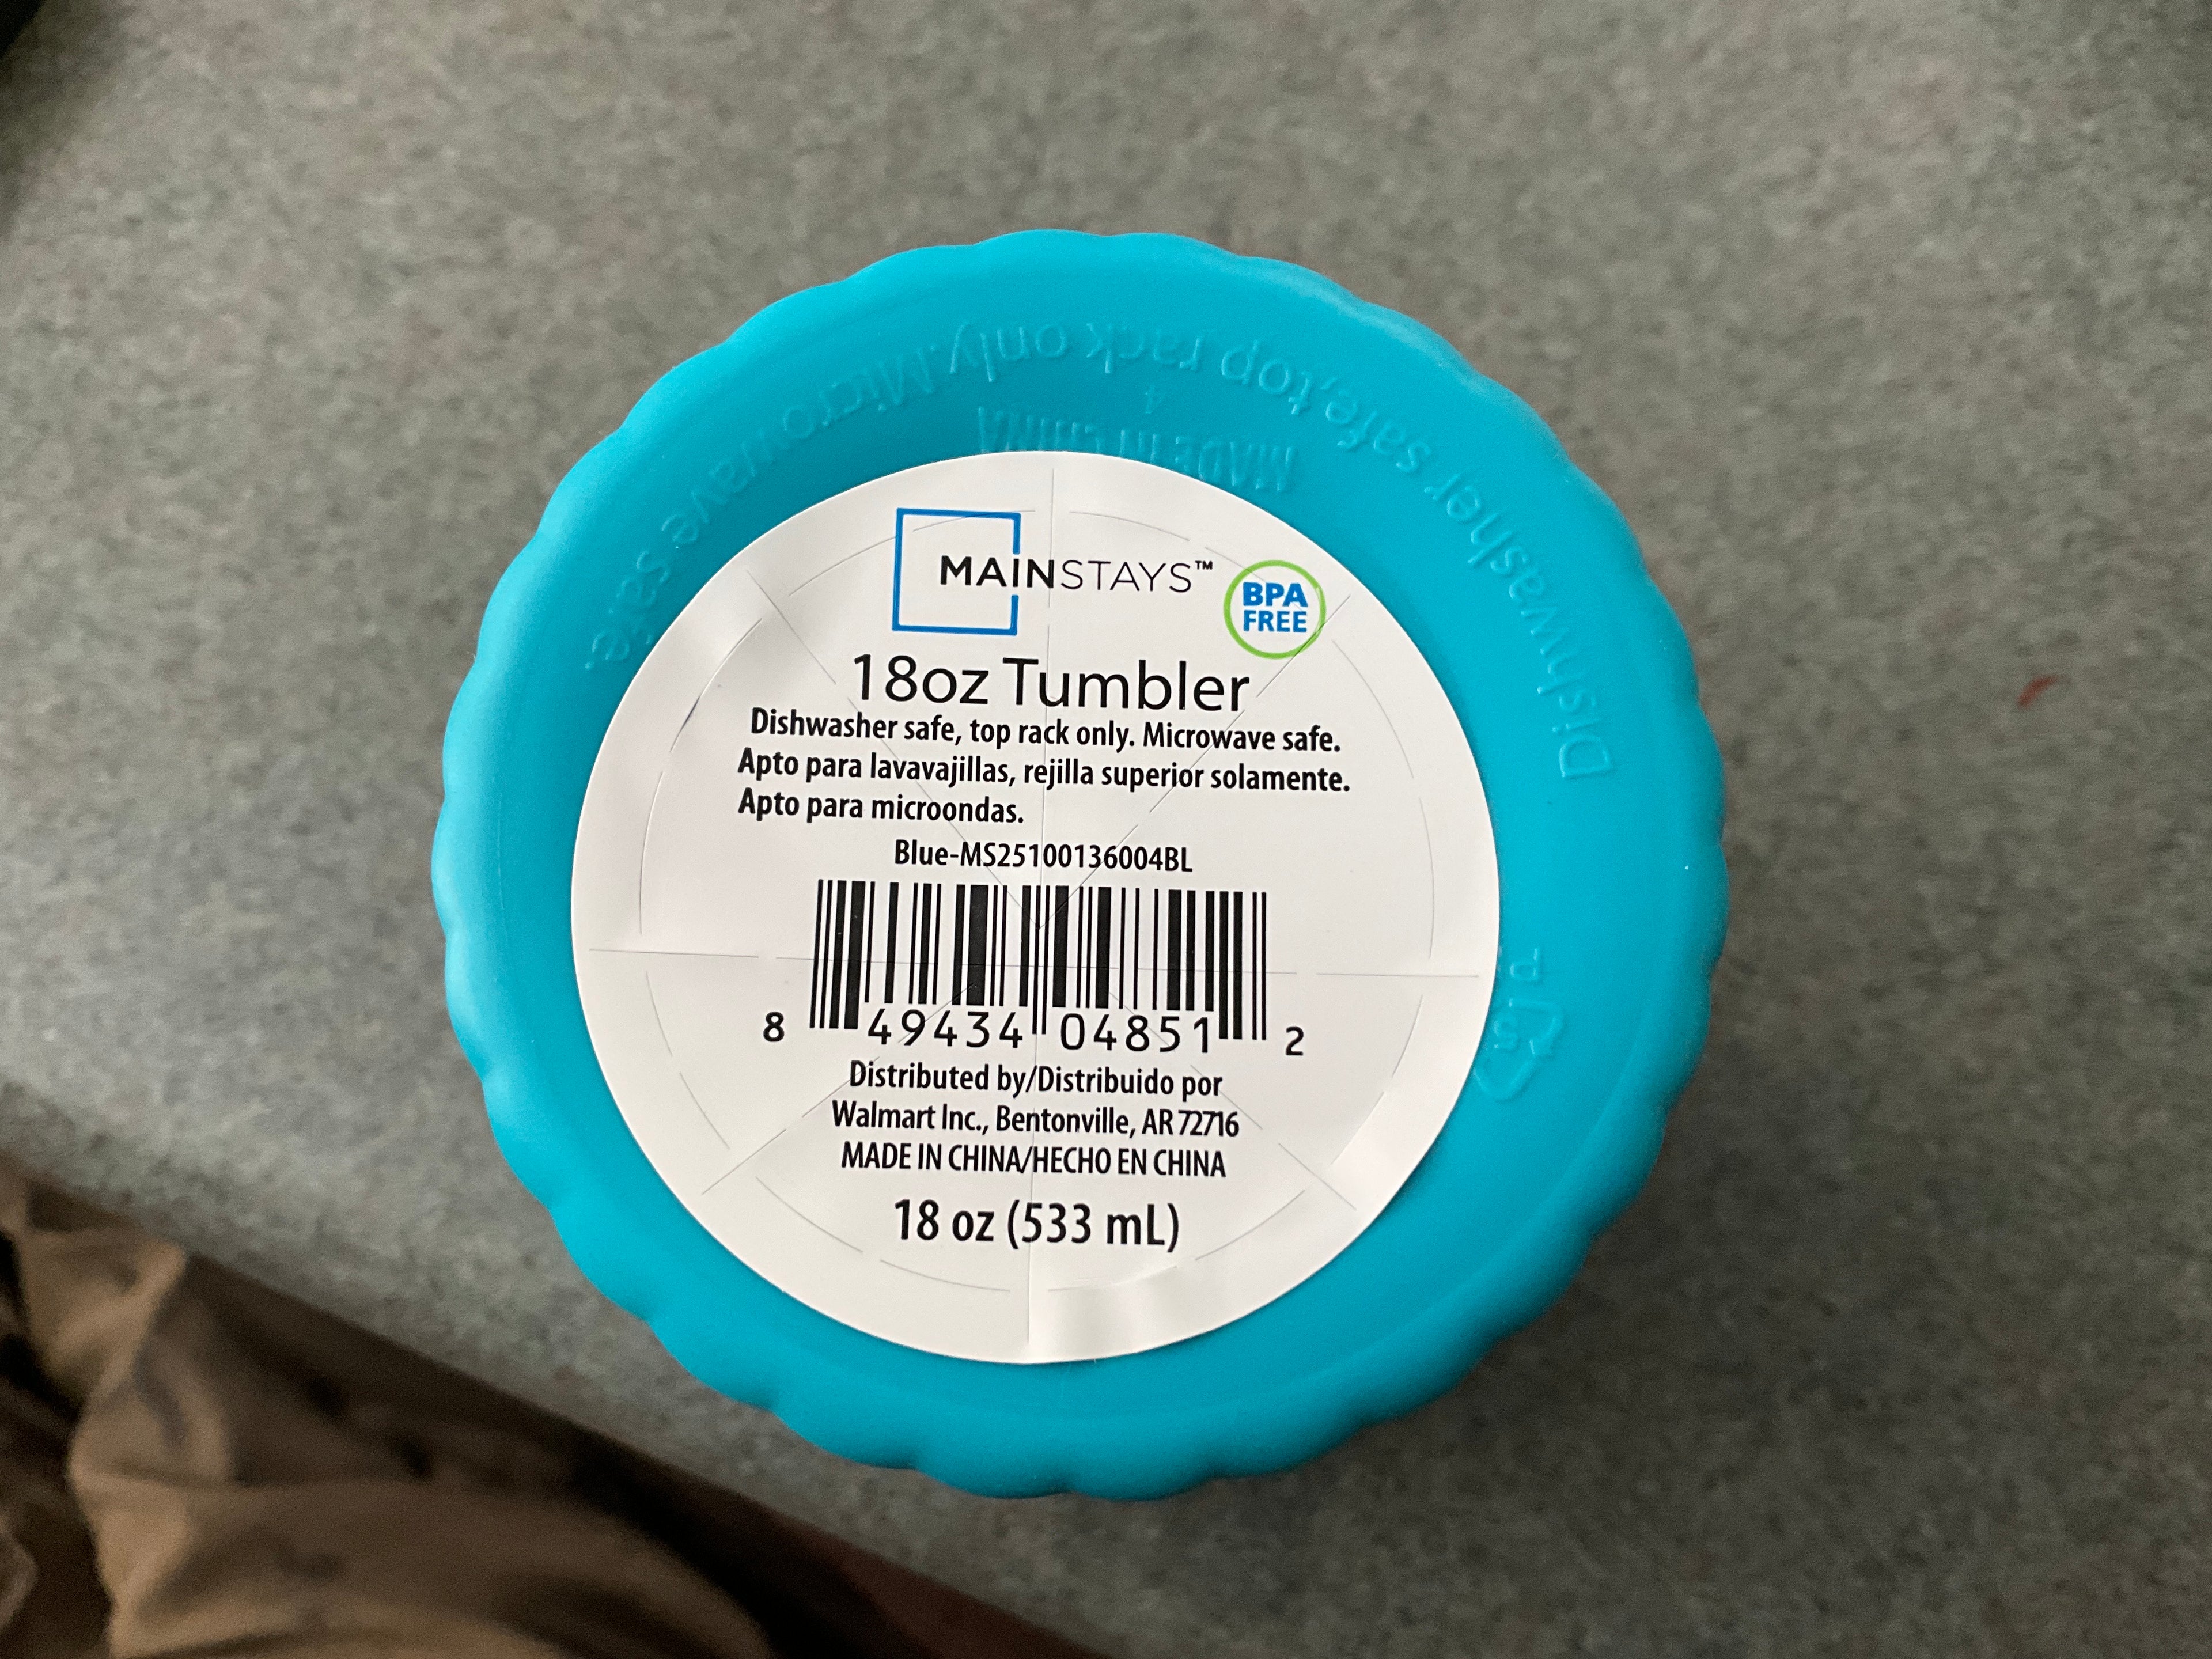 Dishwasher safe,top rack only.Microwave safe.
4
MADE IN CHINA
MAINSTAYS™
BPA
FREE
18oz Tumbler
Dishwasher safe, top rack only. Microwave safe.
Apto para lavavajillas, rejilla superior solamente.
Apto para microondas.
Blue-MS25100136004BL
8 49434 04851 2
Distributed by/Distribuido por
Walmart Inc., Bentonville, AR 72716
MADE IN CHINA/HECHO EN CHINA
18 oz (533 mL)
5